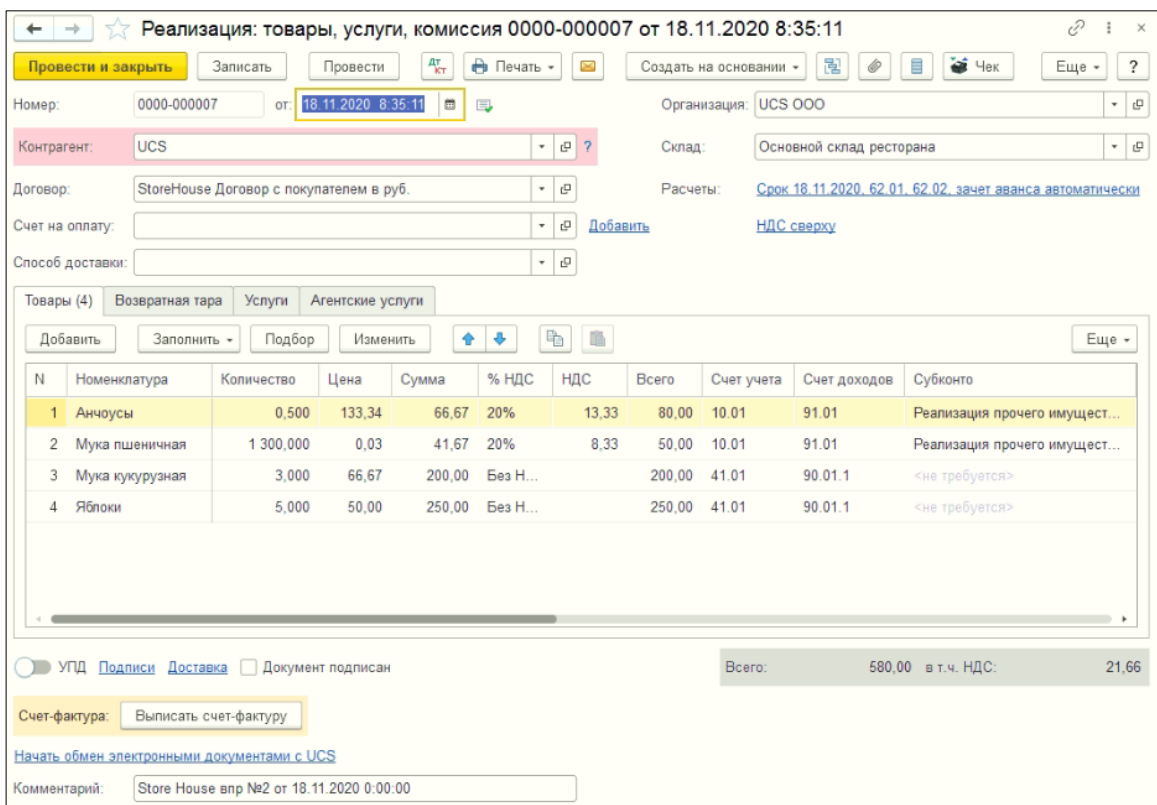 Реализация: товары, услуги, комиссия 0000-000007 от 18.11.2020 8:35:11
Провести и закрыть Записать Провести Дт Кт Печать Создать на основании Чек Еще ?
Номер: 0000-000007 от: 18.11.2020 8:35:11 Организация: UCS ООО
Контрагент: UCS ? Склад: Основной склад ресторана
Договор: StoreHouse Договор с покупателем в руб. Расчеты: Срок 18.11.2020, 62.01, 62.02, зачет аванса автоматически
Счет на оплату: Добавить НДС сверху
Способ доставки:
Товары (4) Возвратная тара Услуги Агентские услуги
Добавить Заполнить Подбор Изменить Еще
N Номенклатура Количество Цена Сумма % НДС НДС Всего Счет учета Счет доходов Субконто
1 Анчоусы 0,500 133,34 66,67 20% 13,33 80,00 10.01 91.01 Реализация прочего имущест...
2 Мука пшеничная 1 300,000 0,03 41,67 20% 8,33 50,00 10.01 91.01 Реализация прочего имущест...
3 Мука кукурузная 3,000 66,67 200,00 Без Н... 200,00 41.01 90.01.1 <не требуется>
4 Яблоки 5,000 50,00 250,00 Без Н... 250,00 41.01 90.01.1 <не требуется>
УПД Подписи Доставка Документ подписан Всего: 580,00 в т.ч. НДС: 21,66
Счет-фактура: Выписать счет-фактуру
Начать обмен электронными документами с UCS
Комментарий: Store House впр №2 от 18.11.2020 0:00:00